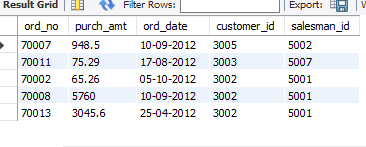 Result Grid Filter Rows: Export:
ord_no purch_amt ord_date customer_id salesman_id
70007 948.5 10-09-2012 3005 5002
70011 75.29 17-08-2012 3003 5007
70002 65.26 05-10-2012 3002 5001
70008 5760 10-09-2012 3002 5001
70013 3045.6 25-04-2012 3002 5001